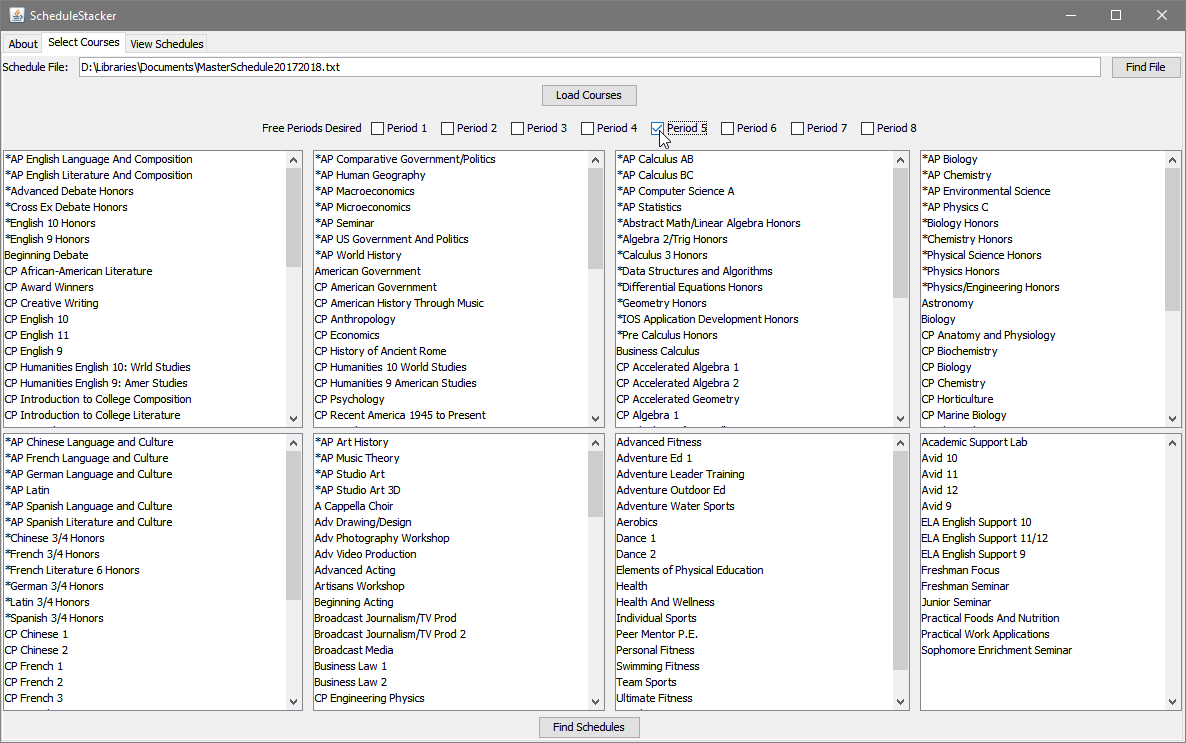 ScheduleStacker
About Select Courses View Schedules
Schedule File: D:\Libraries\Documents\MasterSchedule20172018.txt Find File
Load Courses
Free Periods Desired Period 1 Period 2 Period 3 Period 4 Period 5 Period 6 Period 7 Period 8
*AP English Language And Composition
*AP English Literature And Composition
*Advanced Debate Honors
*Cross Ex Debate Honors
*English 10 Honors
*English 9 Honors
Beginning Debate
CP African-American Literature
CP Award Winners
CP Creative Writing
CP English 10
CP English 11
CP English 9
CP Humanities English 10: Wrld Studies
CP Humanities English 9: Amer Studies
CP Introduction to College Composition
CP Introduction to College Literature
*AP Comparative Government/Politics
*AP Human Geography
*AP Macroeconomics
*AP Microeconomics
*AP Seminar
*AP US Government And Politics
*AP World History
American Government
CP American Government
CP American History Through Music
CP Anthropology
CP Economics
CP History of Ancient Rome
CP Humanities 10 World Studies
CP Humanities 9 American Studies
CP Psychology
CP Recent America 1945 to Present
*AP Calculus AB
*AP Calculus BC
*AP Computer Science A
*AP Statistics
*Abstract Math/Linear Algebra Honors
*Algebra 2/Trig Honors
*Calculus 3 Honors
*Data Structures and Algorithms
*Differential Equations Honors
*Geometry Honors
*IOS Application Development Honors
*Pre Calculus Honors
Business Calculus
CP Accelerated Algebra 1
CP Accelerated Algebra 2
CP Accelerated Geometry
CP Algebra 1
*AP Biology
*AP Chemistry
*AP Environmental Science
*AP Physics C
*Biology Honors
*Chemistry Honors
*Physical Science Honors
*Physics Honors
*Physics/Engineering Honors
Astronomy
Biology
CP Anatomy and Physiology
CP Biochemistry
CP Biology
CP Chemistry
CP Horticulture
CP Marine Biology
*AP Chinese Language and Culture
*AP French Language and Culture
*AP German Language and Culture
*AP Latin
*AP Spanish Language and Culture
*AP Spanish Literature and Culture
*Chinese 3/4 Honors
*French 3/4 Honors
*French Literature 6 Honors
*German 3/4 Honors
*Latin 3/4 Honors
*Spanish 3/4 Honors
CP Chinese 1
CP Chinese 2
CP French 1
CP French 2
CP French 3
*AP Art History
*AP Music Theory
*AP Studio Art
*AP Studio Art 3D
A Cappella Choir
Adv Drawing/Design
Adv Photography Workshop
Adv Video Production
Advanced Acting
Artisans Workshop
Beginning Acting
Broadcast Journalism/TV Prod
Broadcast Journalism/TV Prod 2
Broadcast Media
Business Law 1
Business Law 2
CP Engineering Physics
Advanced Fitness
Adventure Ed 1
Adventure Leader Training
Adventure Outdoor Ed
Adventure Water Sports
Aerobics
Dance 1
Dance 2
Elements of Physical Education
Health
Health And Wellness
Individual Sports
Peer Mentor P.E.
Personal Fitness
Swimming Fitness
Team Sports
Ultimate Fitness
Academic Support Lab
Avid 10
Avid 11
Avid 12
Avid 9
ELA English Support 10
ELA English Support 11/12
ELA English Support 9
Freshman Focus
Freshman Seminar
Junior Seminar
Practical Foods And Nutrition
Practical Work Applications
Sophomore Enrichment Seminar
Find Schedules